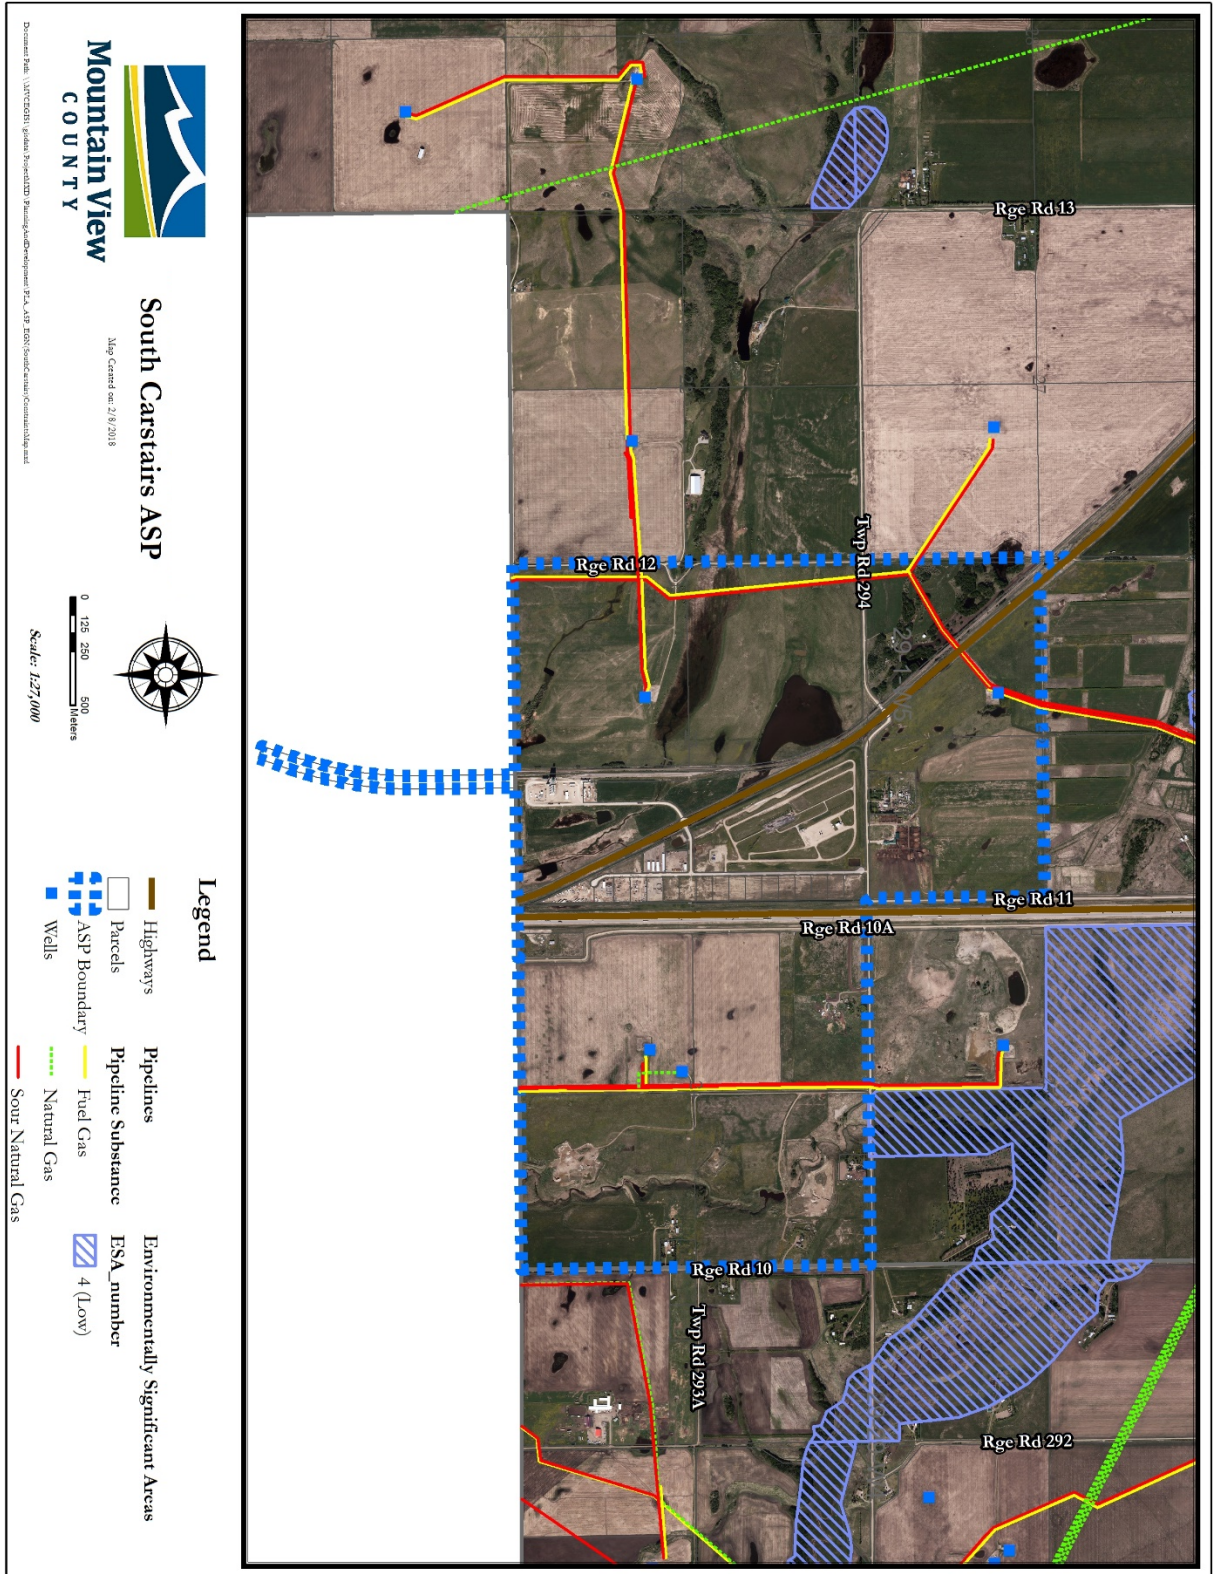 Mountain View
COUNTY
South Carstairs ASP
Map Created on: 2/8/2018
0 125 250 500
Meters
Scale: 1:27,000
Legend
Highways
Parcels
ASP Boundary
Wells
Pipelines
Pipeline Substance
Fuel Gas
Natural Gas
Sour Natural Gas
Environmentally Significant Areas
ESA_number
4 (Low)
Rge Rd 13
Twp Rd 294
Rge Rd 12
Rge Rd 11
Rge Rd 10A
Rge Rd 10
Twp Rd 293A
Rge Rd 292